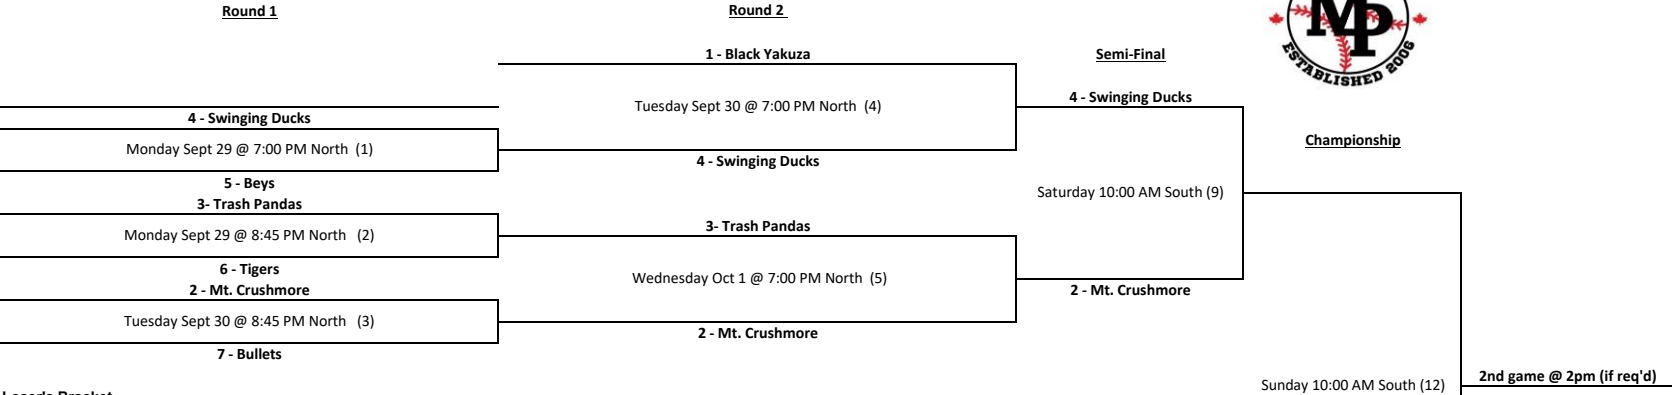 Round 1
Round 2
MP
ESTABLISHED 2006
1 - Black Yakuza
Semi-Final
Tuesday Sept 30 @ 7:00 PM North (4)
4 - Swinging Ducks
4 - Swinging Ducks
Championship
Monday Sept 29 @ 7:00 PM North (1)
4 - Swinging Ducks
5 - Beys
Saturday 10:00 AM South (9)
3- Trash Pandas
3- Trash Pandas
Monday Sept 29 @ 8:45 PM North (2)
6 - Tigers
Wednesday Oct 1 @ 7:00 PM North (5)
2 - Mt. Crushmore
2 - Mt. Crushmore
Tuesday Sept 30 @ 8:45 PM North (3)
2 - Mt. Crushmore
7 - Bullets
2nd game @ 2pm (if req'd)
Sunday 10:00 AM South (12)